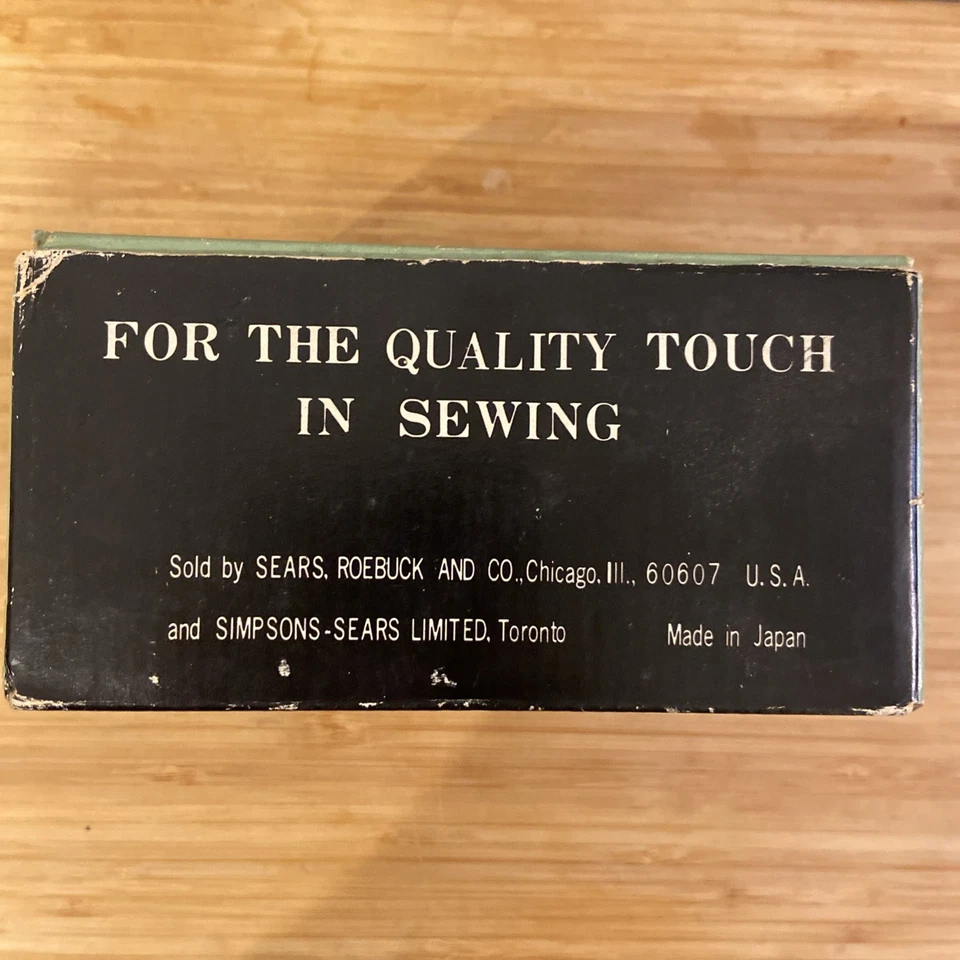 FOR THE QUALITY TOUCH
IN SEWING
Sold by SEARS, ROEBUCK AND CO., Chicago, Ill., 60607 U.S.A.
and SIMPSONS-SEARS LIMITED, Toronto Made in Japan